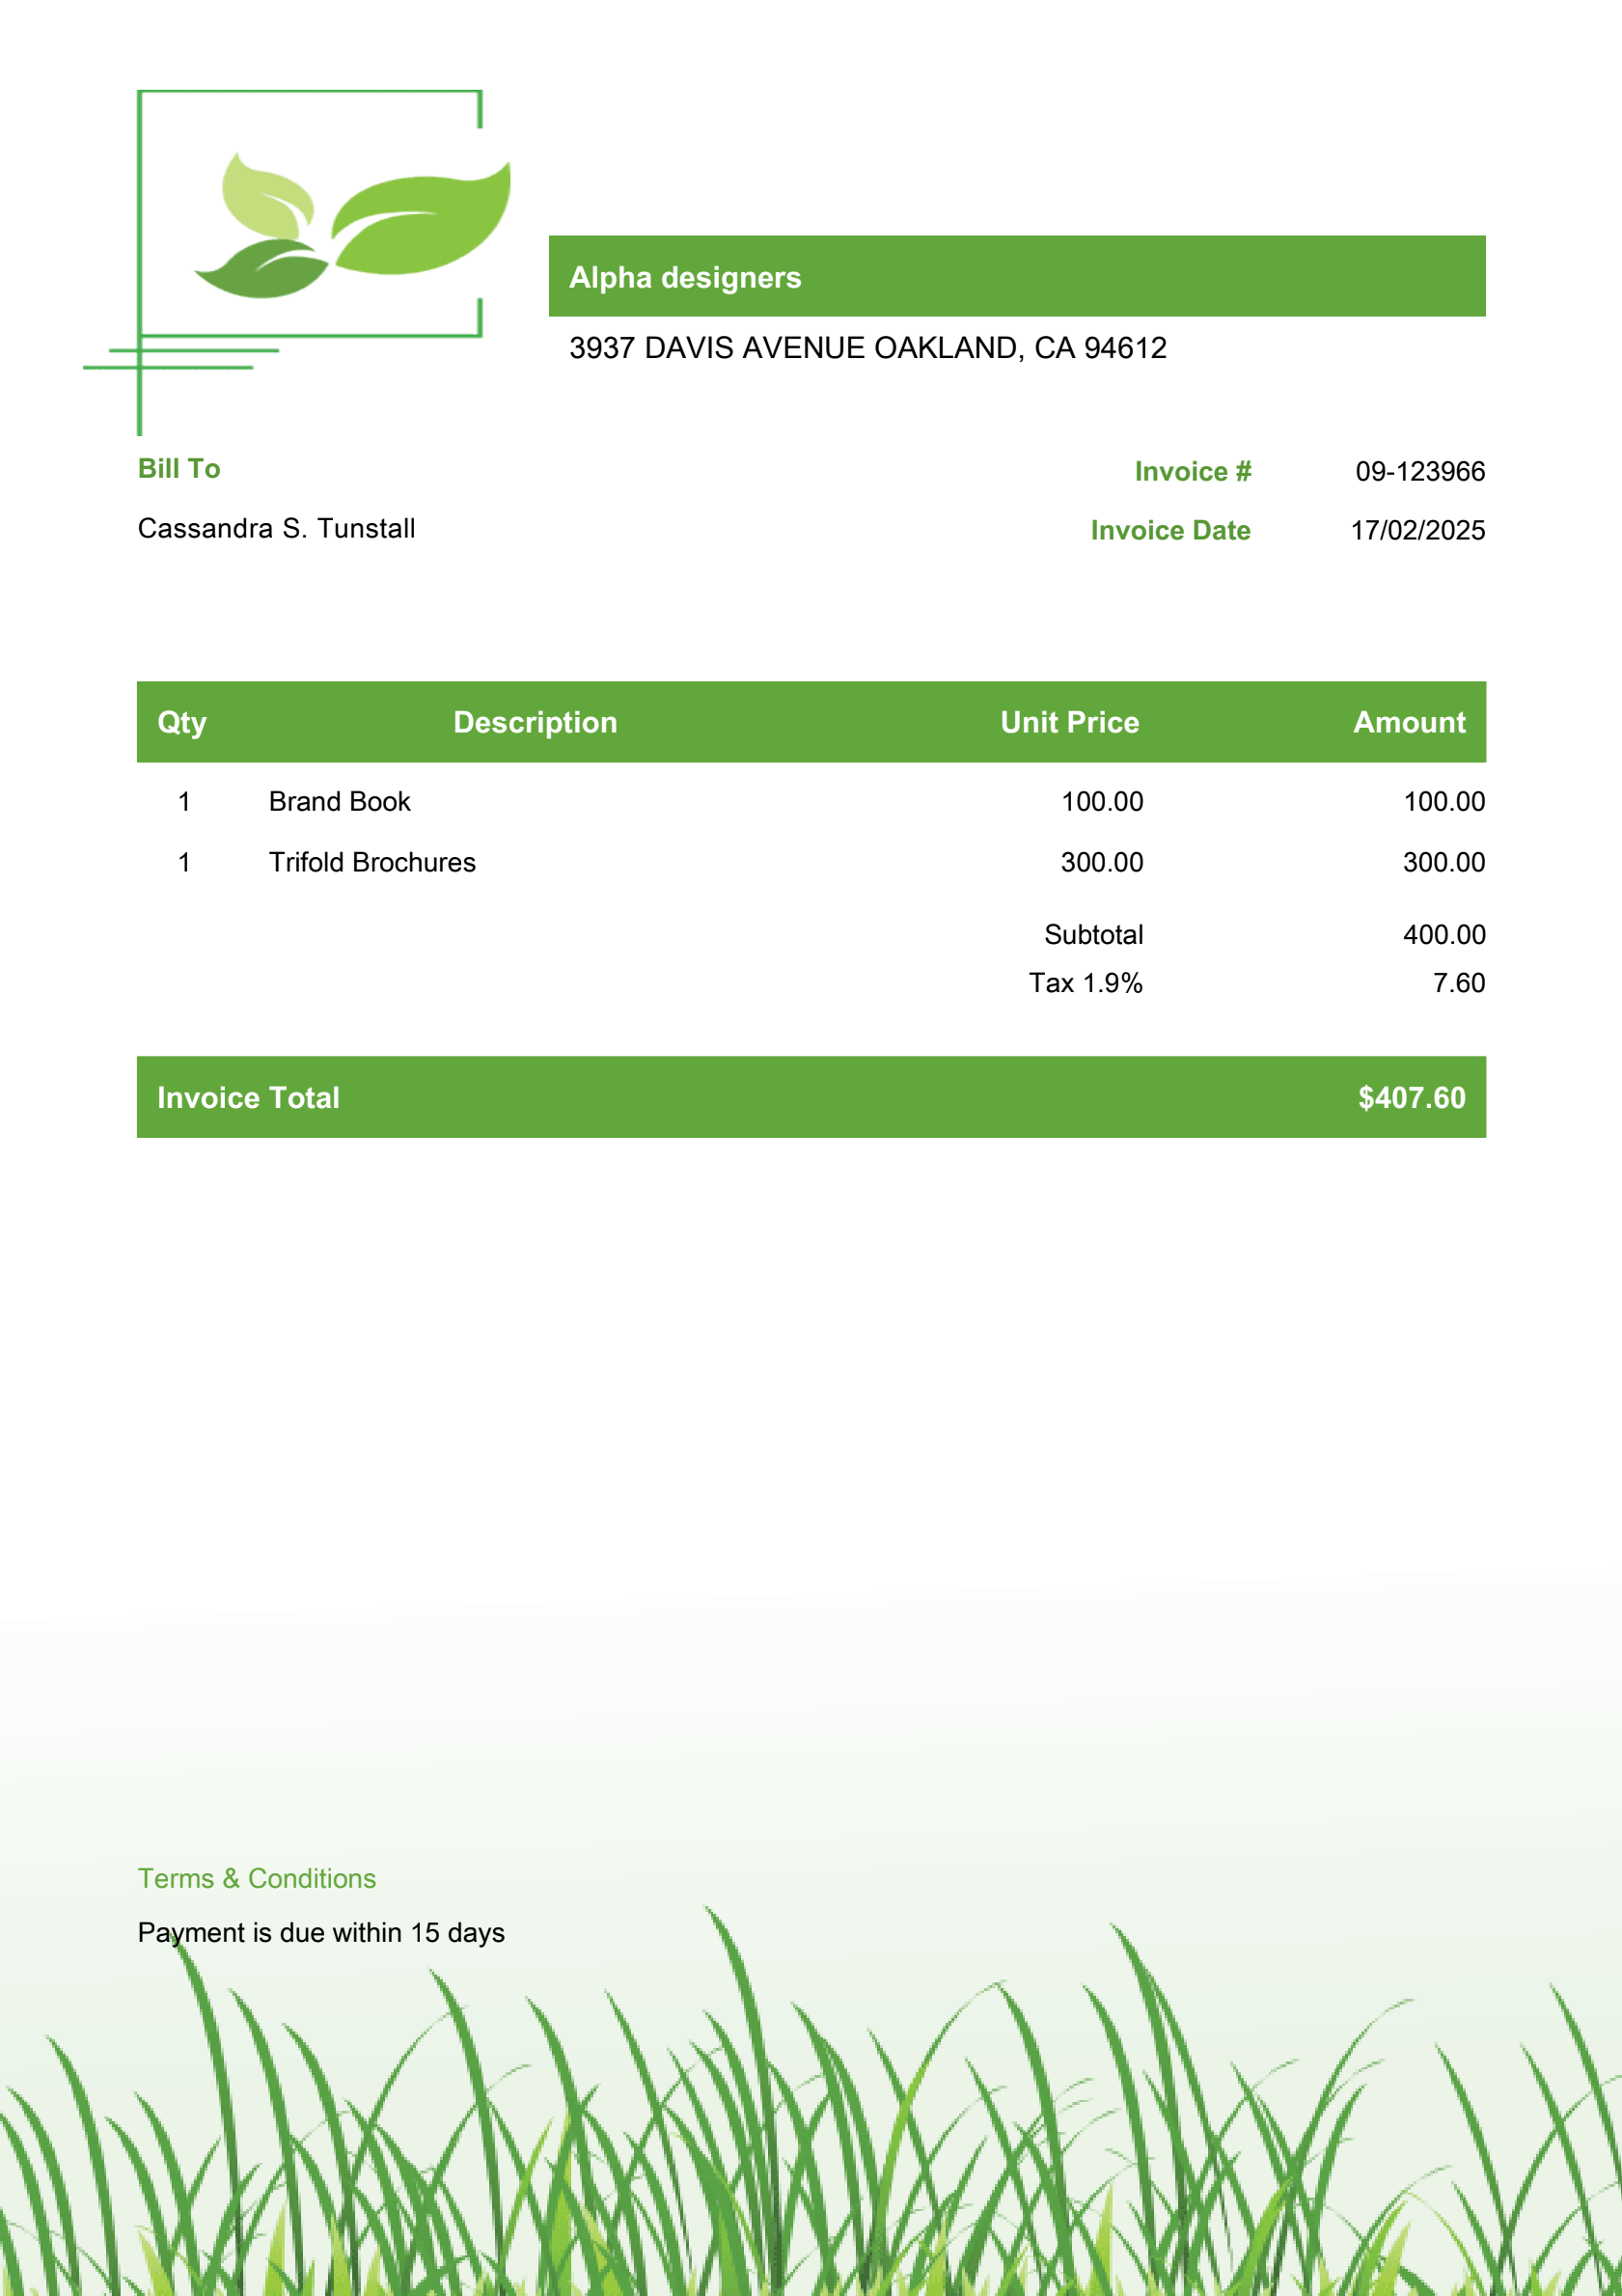 Alpha designers
3937 DAVIS AVENUE OAKLAND, CA 94612
Bill To
Cassandra S. Tunstall
Invoice # 09-123966
Invoice Date 17/02/2025
Qty Description Unit Price Amount
1 Brand Book 100.00 100.00
1 Trifold Brochures 300.00 300.00
Subtotal 400.00
Tax 1.9% 7.60
Invoice Total $407.60
Terms & Conditions
Payment is due within 15 days